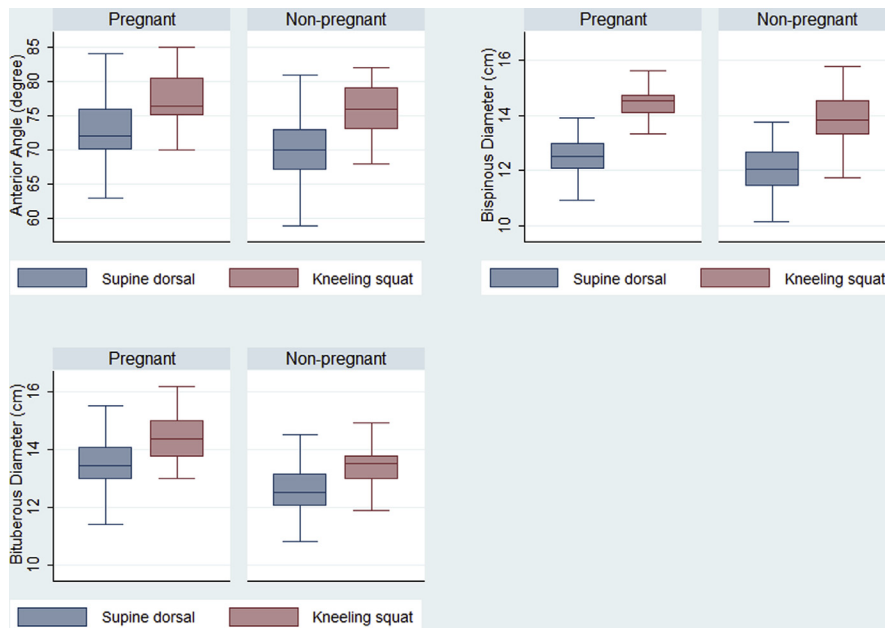 Pregnant Non-pregnant
Anterior Angle (degree)
85
80
75
70
65
60
Supine dorsal Kneeling squat
Pregnant Non-pregnant
Bispinous Diameter (cm)
16
14
12
10
Supine dorsal Kneeling squat
Pregnant Non-pregnant
Bituberous Diameter (cm)
16
14
12
10
Supine dorsal Kneeling squat